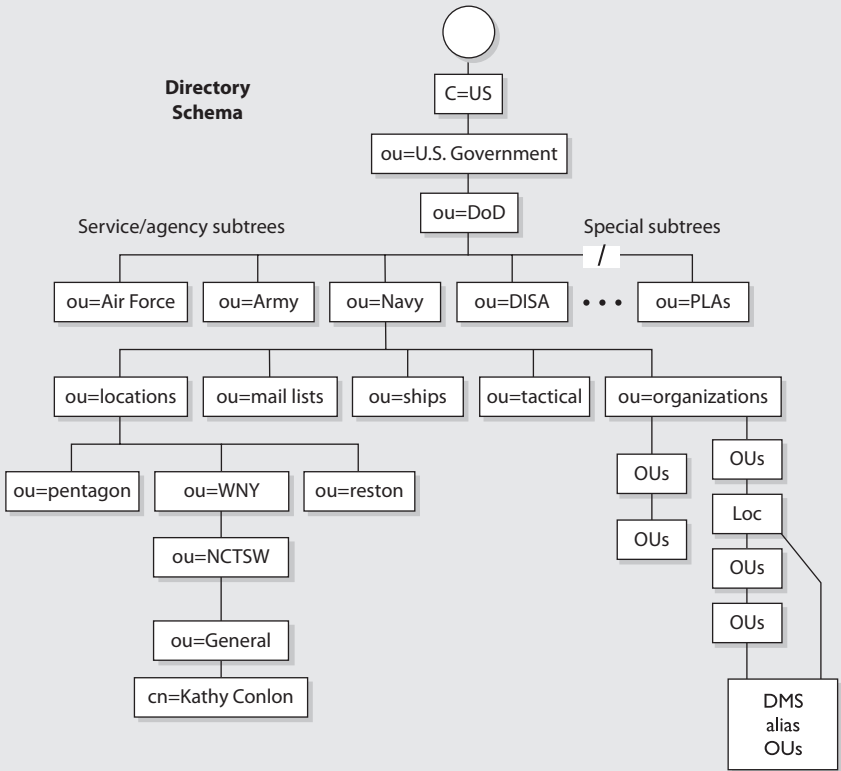 Directory
Schema
C=US
ou=U.S. Government
ou=DoD
Service/agency subtrees
Special subtrees
/
ou=Air Force
ou=Army
ou=Navy
ou=DISA
• • •
ou=PLAs
ou=locations
ou=mail lists
ou=ships
ou=tactical
ou=organizations
ou=pentagon
ou=WNY
ou=reston
OUs
OUs
OUs
Loc
OUs
OUs
ou=NCTSW
ou=General
cn=Kathy Conlon
DMS
alias
OUs